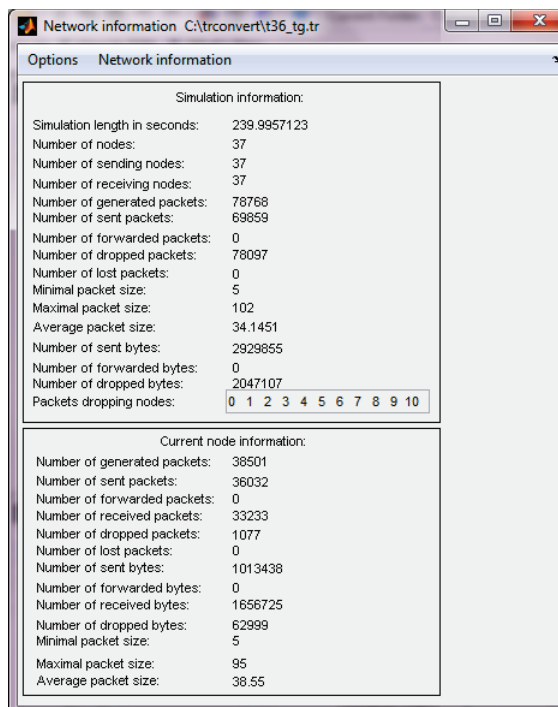 Network information C:\trconvert\t36_tg.tr
Options Network information
Simulation information:
Simulation length in seconds: 239.9957123
Number of nodes: 37
Number of sending nodes: 37
Number of receiving nodes: 37
Number of generated packets: 78768
Number of sent packets: 69859
Number of forwarded packets: 0
Number of dropped packets: 78097
Number of lost packets: 0
Minimal packet size: 5
Maximal packet size: 102
Average packet size: 34.1451
Number of sent bytes: 2929855
Number of forwarded bytes: 0
Number of dropped bytes: 2047107
Packets dropping nodes: 0 1 2 3 4 5 6 7 8 9 10
Current node information:
Number of generated packets: 38501
Number of sent packets: 36032
Number of forwarded packets: 0
Number of received packets: 33233
Number of dropped packets: 1077
Number of lost packets: 0
Number of sent bytes: 1013438
Number of forwarded bytes: 0
Number of received bytes: 1656725
Number of dropped bytes: 62999
Minimal packet size: 5
Maximal packet size: 95
Average packet size: 38.55